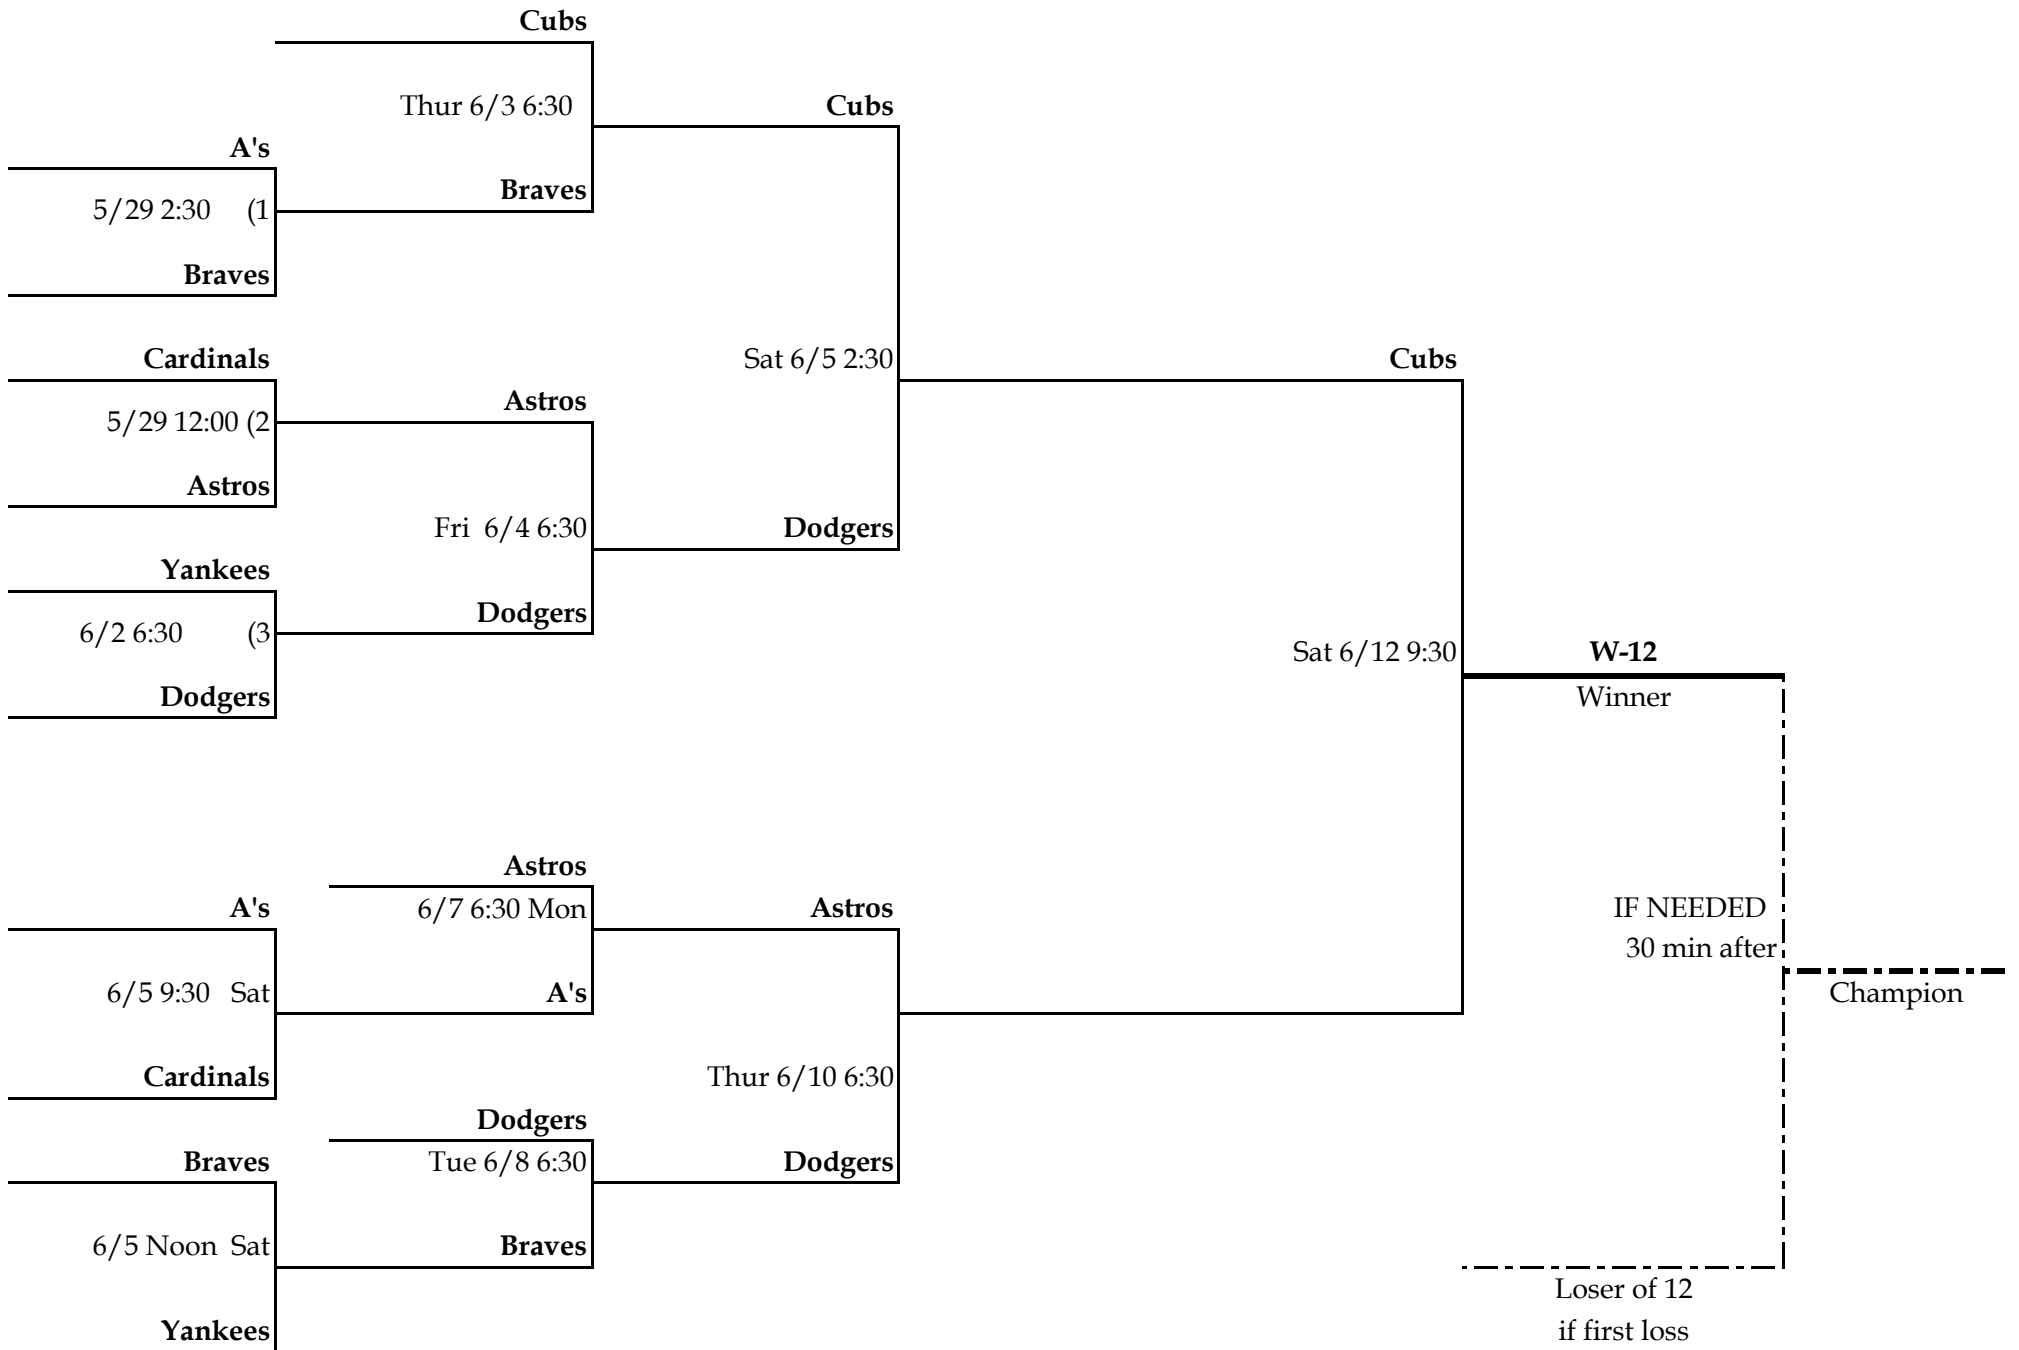 Cubs
Thur 6/3 6:30
Cubs
A's
Braves
5/29 2:30 (1
Braves
Cardinals
Sat 6/5 2:30
Cubs
Astros
5/29 12:00 (2
Astros
Fri 6/4 6:30
Dodgers
Yankees
Dodgers
6/2 6:30 (3
Sat 6/12 9:30
W-12
Dodgers
Winner
Astros
A's
6/7 6:30 Mon
Astros
IF NEEDED
30 min after
6/5 9:30 Sat
A's
Champion
Cardinals
Thur 6/10 6:30
Dodgers
Braves
Tue 6/8 6:30
Dodgers
6/5 Noon Sat
Braves
Loser of 12
Yankees
if first loss